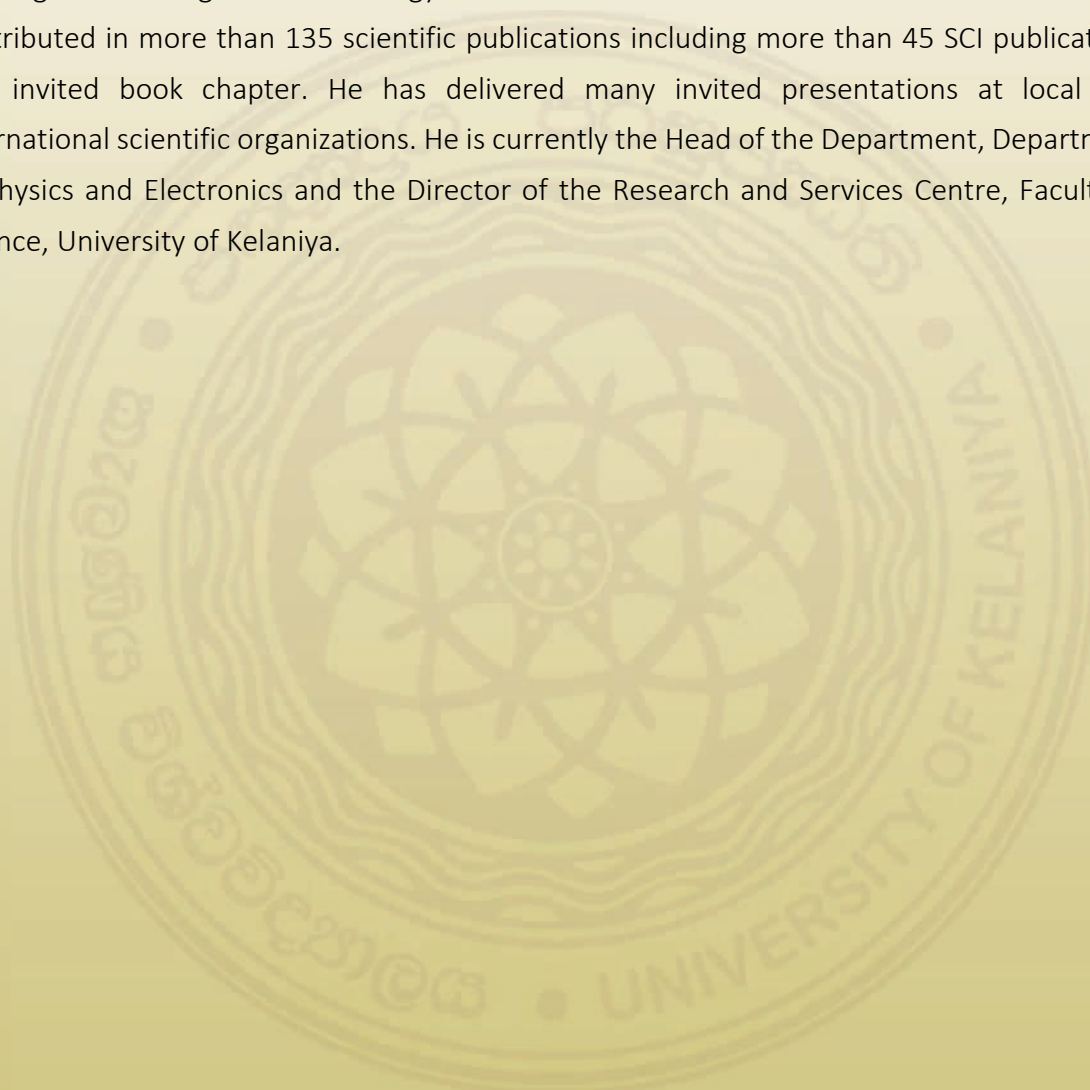 tributed in more than 135 scientific publications including more than 45 SCI publicat
invited book chapter. He has delivered many invited presentations at local
rnational scientific organizations. He is currently the Head of the Department, Departm
hysics and Electronics and the Director of the Research and Services Centre, Facult
nce, University of Kelaniya.
UNIVERSITY OF KELANIYA